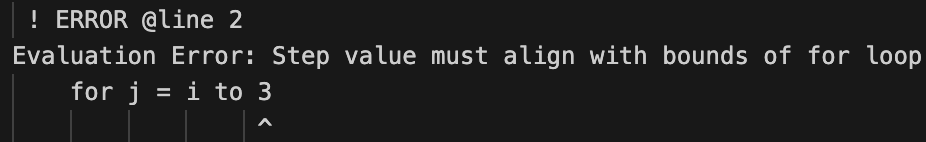 ! ERROR @line 2
Evaluation Error: Step value must align with bounds of for loop
for j = i to 3
^